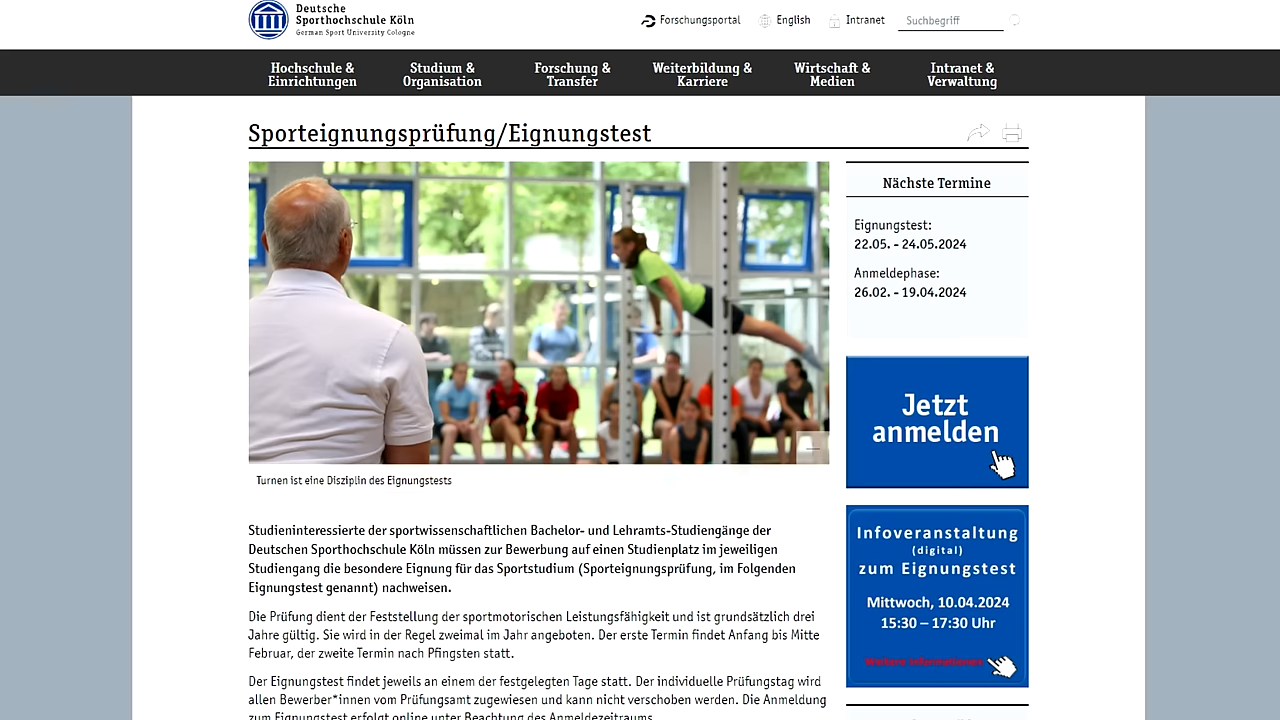 Deutsche
Sporthochschule Köln
German Sport University Cologne
Forschungsportal
English
Intranet
Suchbegriff
Hochschule &
Einrichtungen
Studium &
Organisation
Forschung &
Transfer
Weiterbildung &
Karriere
Wirtschaft &
Medien
Intranet &
Verwaltung
Sporteignungsprüfung/Eignungstest
Turnen ist eine Disziplin des Eignungstests
Studieninteressierte der sportwissenschaftlichen Bachelor- und Lehramts-Studiengänge der
Deutschen Sporthochschule Köln müssen zur Bewerbung auf einen Studienplatz im jeweiligen
Studiengang die besondere Eignung für das Sportstudium (Sporteignungsprüfung, im Folgenden
Eignungstest genannt) nachweisen.
Die Prüfung dient der Feststellung der sportmotorischen Leistungsfähigkeit und ist grundsätzlich drei
Jahre gültig. Sie wird in der Regel zweimal im Jahr angeboten. Der erste Termin findet Anfang bis Mitte
Februar, der zweite Termin nach Pfingsten statt.
Der Eignungstest findet jeweils an einem der festgelegten Tage statt. Der individuelle Prüfungstag wird
allen Bewerber*innen vom Prüfungsamt zugewiesen und kann nicht verschoben werden. Die Anmeldung
zum Eignungstest erfolgt online unter Beachtung des Anmeldezeitraums.
Nächste Termine
Eignungstest:
22.05. - 24.05.2024
Anmeldephase:
26.02. - 19.04.2024
Jetzt
anmelden
Infoveranstaltung
(digital)
zum Eignungstest
Mittwoch, 10.04.2024
15:30 – 17:30 Uhr
Weitere Informationen